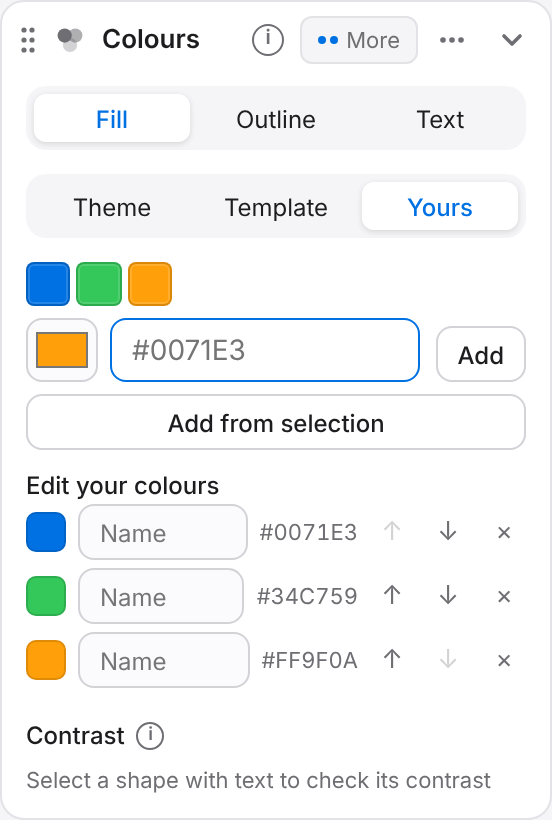 Colours
More
Fill Outline Text
Theme Template Yours
#0071E3 Add
Add from selection
Edit your colours
Name #0071E3
Name #34C759
Name #FF9F0A
Contrast
Select a shape with text to check its contrast